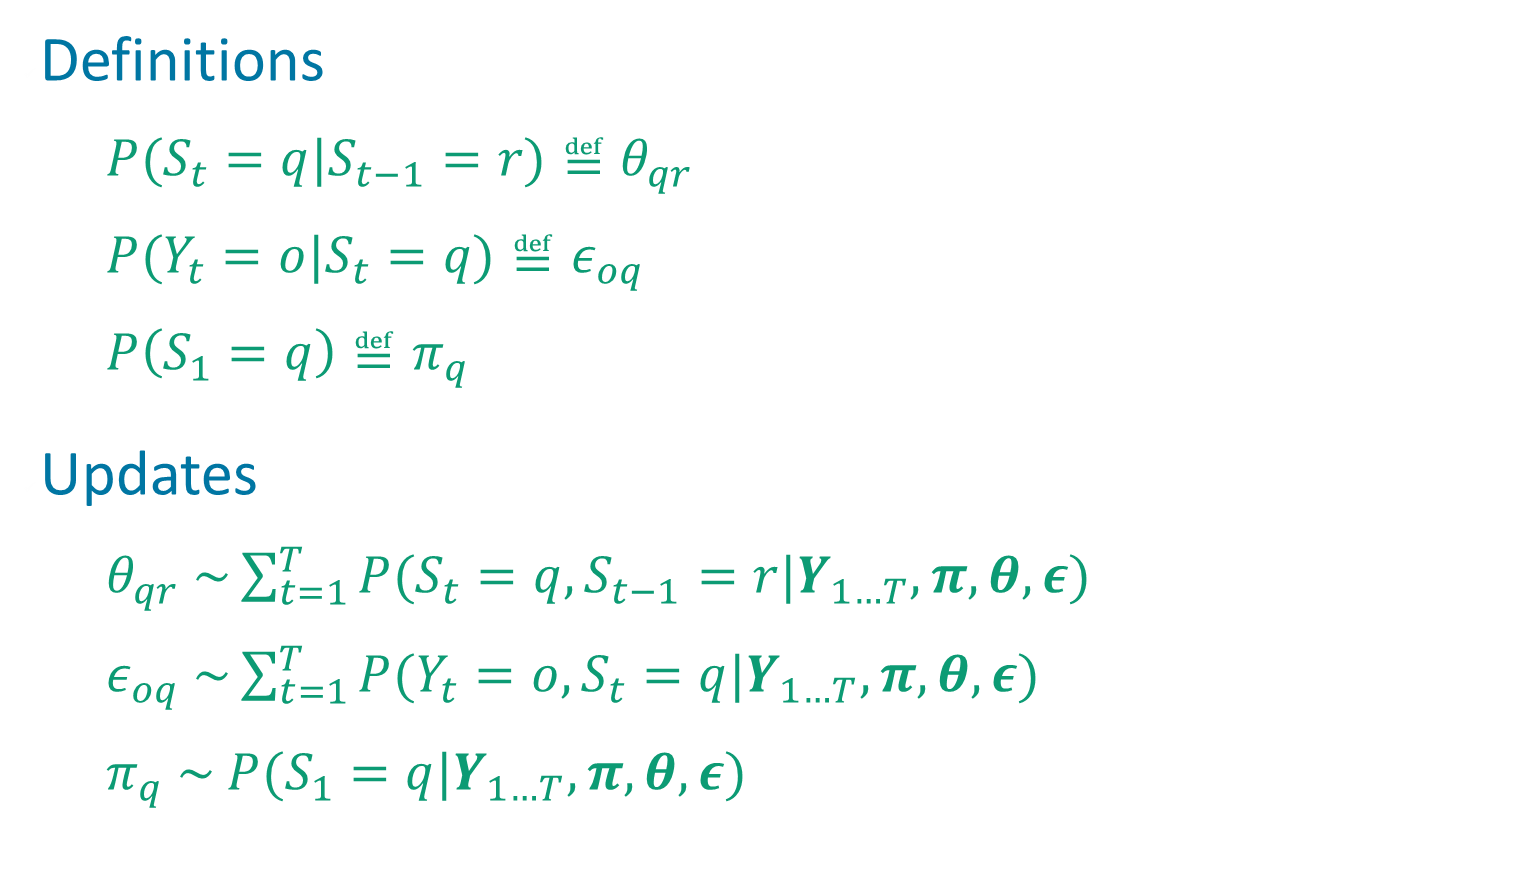 Definitions
P(S_t = q|S_{t−1} = r) ≝ θ_{qr}
P(Y_t = o|S_t = q) ≝ ϵ_{oq}
P(S_1 = q) ≝ π_q
Updates
θ_{qr} ~ ∑_{t=1}^{T} P(S_t = q, S_{t−1} = r|𝒀_{1…T}, 𝝅, 𝜽, 𝝐)
ϵ_{oq} ~ ∑_{t=1}^{T} P(Y_t = o, S_t = q|𝒀_{1…T}, 𝝅, 𝜽, 𝝐)
π_q ~ P(S_1 = q|𝒀_{1…T}, 𝝅, 𝜽, 𝝐)